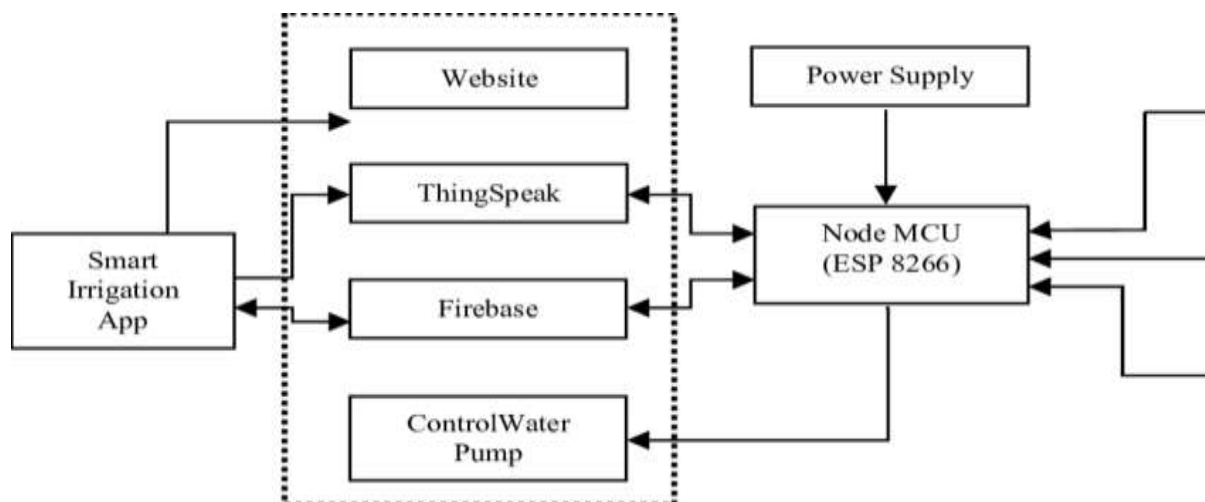 Website
Power Supply
ThingSpeak
Node MCU
(ESP 8266)
Smart
Irrigation
App
Firebase
ControlWater
Pump